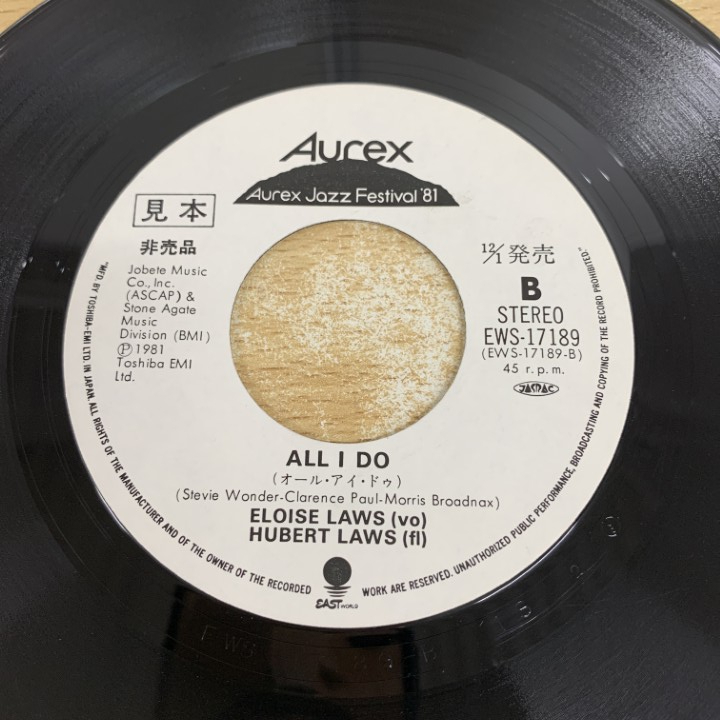 Aurex
Aurex Jazz Festival '81
見本
非売品
Jobete Music
Co., Inc.
(ASCAP) &
Stone Agate
Music
Division (BMI)
Ⓟ1981
Toshiba EMI
Ltd.
12/1発売
B
STEREO
EWS-17189
(EWS-17189-B)
45 r.p.m.
JASRAC
ALL I DO
(オール・アイ・ドゥ)
(Stevie Wonder-Clarence Paul-Morris Broadnax)
ELOISE LAWS (vo)
HUBERT LAWS (fl)
EAST WORLD
"MFD. BY TOSHIBA-EMI LTD. IN JAPAN. ALL RIGHTS OF THE MANUFACTURER AND OF THE OWNER OF THE RECORDED WORK ARE RESERVED. UNAUTHORIZED PUBLIC PERFORMANCE, BROADCASTING AND COPYING OF THE RECORD PROHIBITED."